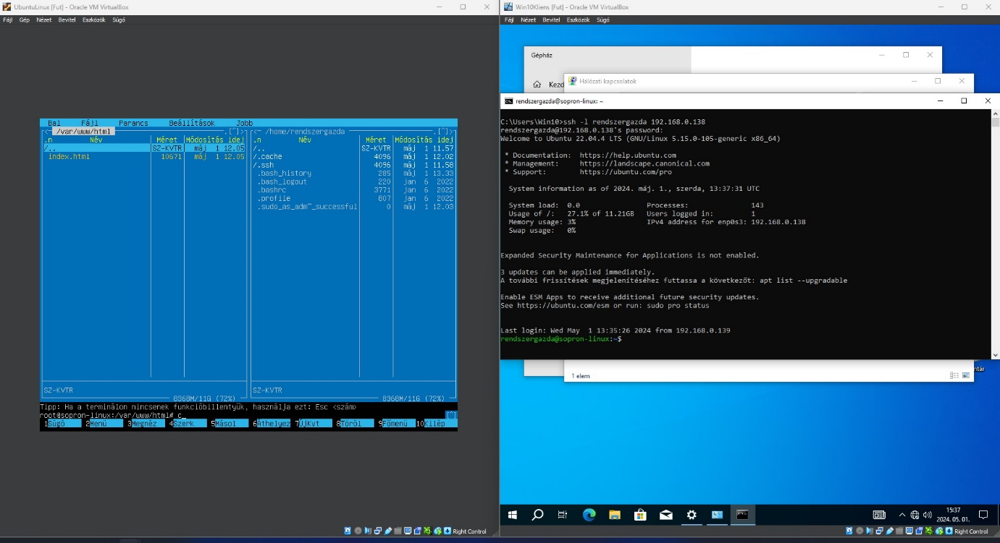 UbuntuLinux [Fut] - Oracle VM VirtualBox
Fájl Gép Nézet Bevitel Eszközök Súgó
Bal Fájl Parancs Beállítások Jobb
<─ /var/www/html .[^]>
.n Név Méret Módosítás idej
/.. SZ-KVTR máj 1 12.05
index.html 10671 máj 1 12.05
SZ-KVTR
8368M/11G (72%)
<─ /home/rendszergazda .[^]>
.n Név Méret Módosítás idej
/.. SZ-KVTR máj 1 11.57
/.cache 4096 máj 1 12.02
/.ssh 4096 máj 1 11.58
.bash_history 285 máj 1 13.33
.bash_logout 220 jan 6 2022
.bashrc 3771 jan 6 2022
.profile 807 jan 6 2022
.sudo_as_adm~_successful 0 máj 1 12.03
SZ-KVTR
8368M/11G (72%)
Tipp: Ha a terminálon nincsenek funkcióbillentyűk, használja ezt: Esc <szám>
root@sopron-linux:/var/www/html# c_ [^]
1Súgó 2Menü 3Megnéz 4Szerk 5Másol 6Áthelyez 7ÚjKvt 8Töröl 9Főmenü 10Kilép
Right Control
Win10Kliens [Fut] - Oracle VM VirtualBox
Fájl Nézet Bevitel Eszközök Súgó
Gépház
Kezd
Hálózati kapcsolatok
rendszergazda@sopron-linux: ~
C:\Users\Win10>ssh -l rendszergazda 192.168.0.138
rendszergazda@192.168.0.138's password:
Welcome to Ubuntu 22.04.4 LTS (GNU/Linux 5.15.0-105-generic x86_64)
* Documentation: https://help.ubuntu.com
* Management: https://landscape.canonical.com
* Support: https://ubuntu.com/pro
System information as of 2024. máj. 1., szerda, 13:37:31 UTC
System load: 0.0 Processes: 143
Usage of /: 27.1% of 11.21GB Users logged in: 1
Memory usage: 3% IPv4 address for enp0s3: 192.168.0.138
Swap usage: 0%
Expanded Security Maintenance for Applications is not enabled.
3 updates can be applied immediately.
A további frissítések megjelenítéséhez futtassa a következőt: apt list --upgradable
Enable ESM Apps to receive additional future security updates.
See https://ubuntu.com/esm or run: sudo pro status
Last login: Wed May 1 13:35:26 2024 from 192.168.0.139
rendszergazda@sopron-linux:~$
ntár
1 elem
15:37
2024. 05. 01.
Right Control